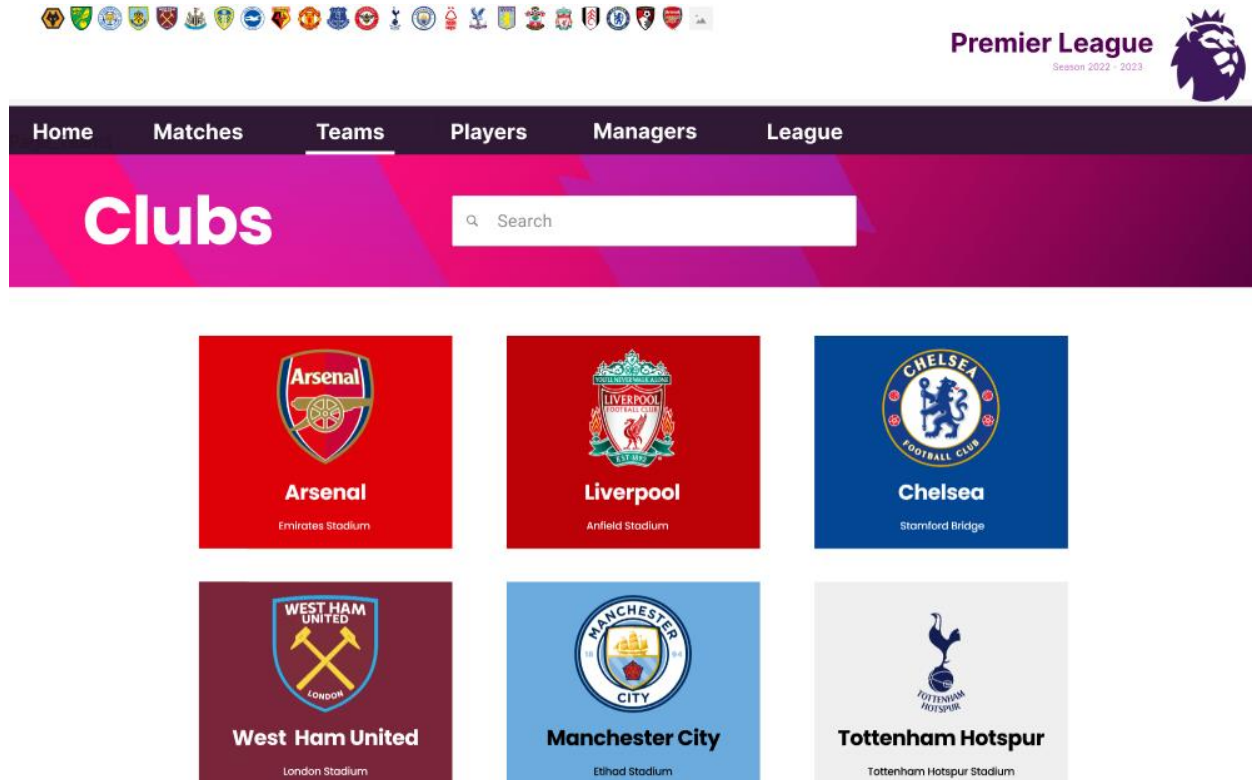 Premier League
Season 2022 - 2023
Home Matches Teams Players Managers League
Clubs
Search
Arsenal
CHELSEA
FOOTBALL CLUB
YOU'LL NEVER WALK ALONE
LIVERPOOL
FOOTBALL CLUB
EST·1892
Arsenal Liverpool Chelsea
Emirates Stadium Anfield Stadium Stamford Bridge
WEST HAM
UNITED
LONDON
MANCHESTER
18 94
CITY
TOTTENHAM
HOTSPUR
West Ham United Manchester City Tottenham Hotspur
London Stadium Etihad Stadium Tottenham Hotspur Stadium